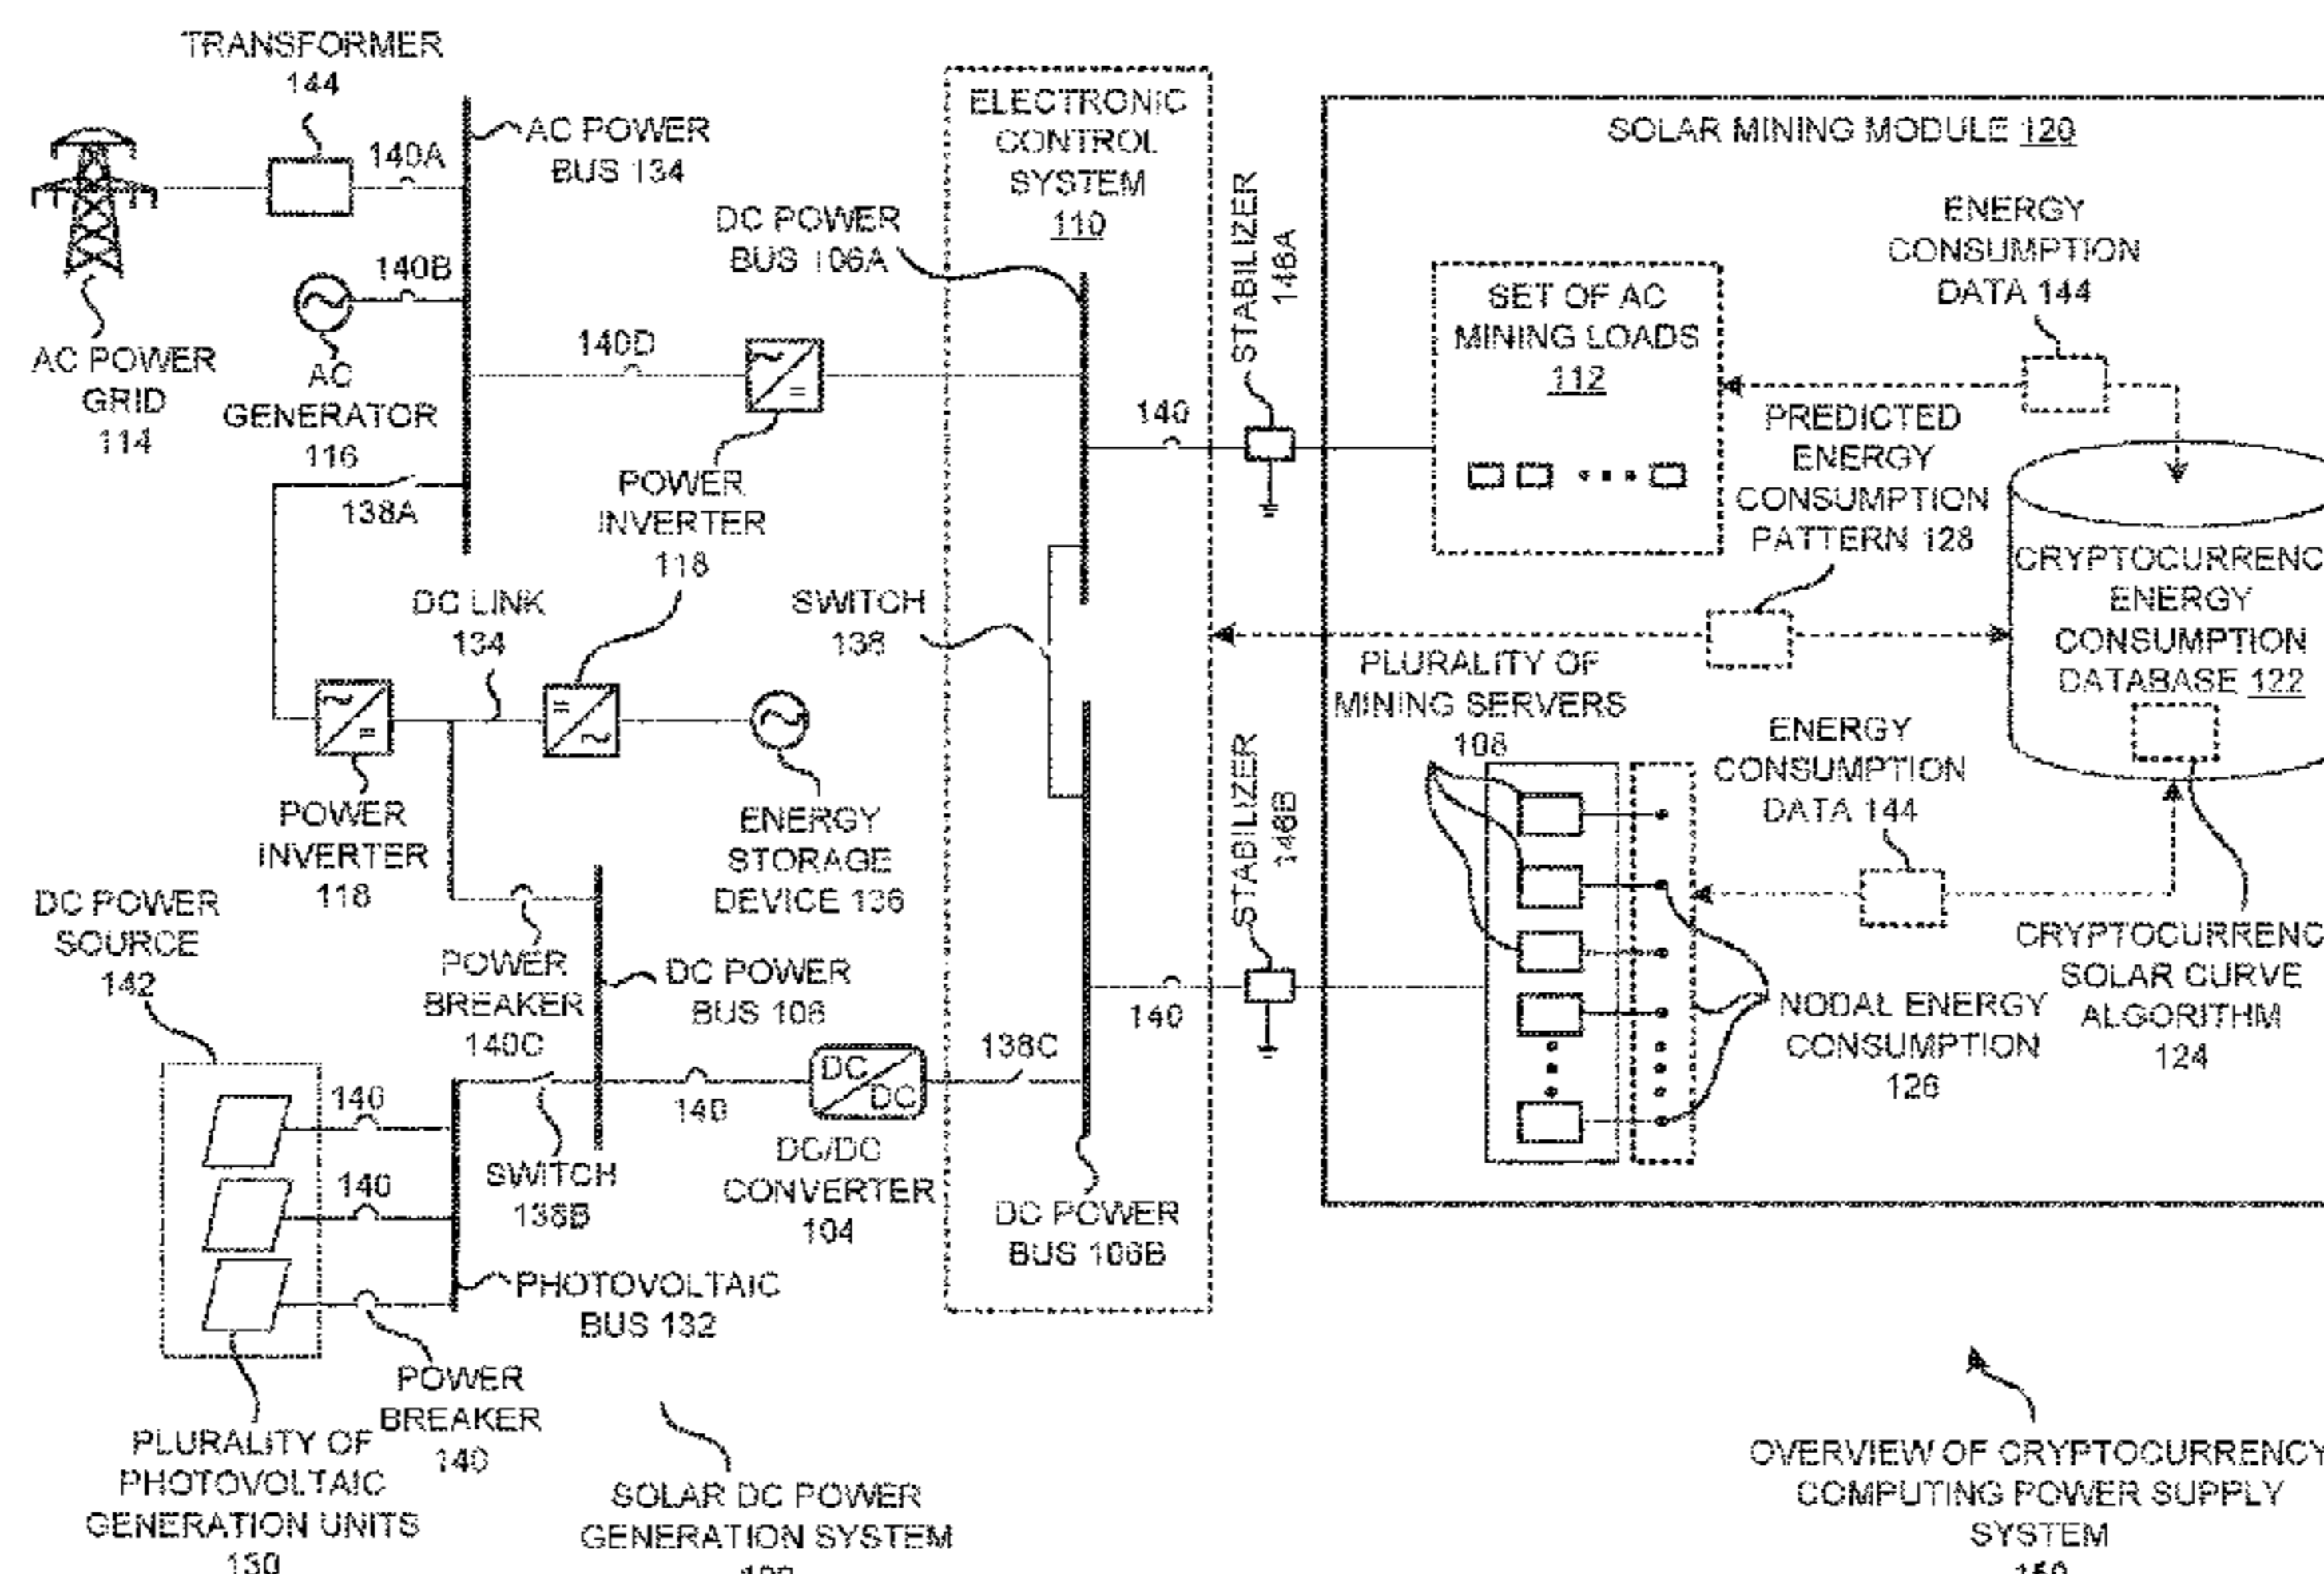 TRANSFORMER
144
140A
AC POWER
BUS 134
140B
AC POWER
GRID
114
AC
GENERATOR
116
138A
140D
POWER
INVERTER
118
DC LINK
134
POWER
INVERTER
118
ENERGY
STORAGE
DEVICE 136
DC POWER
SOURCE
142
POWER
BREAKER
140C
DC POWER
BUS 106
140
140
SWITCH
138B
140
DC
DC
DC/DC
CONVERTER
104
138C
PHOTOVOLTAIC
BUS 132
POWER
BREAKER
140
PLURALITY OF
PHOTOVOLTAIC
GENERATION UNITS
130
SOLAR DC POWER
GENERATION SYSTEM
ELECTRONIC
CONTROL
SYSTEM
110
DC POWER
BUS 106A
SWITCH
138
140
140
DC POWER
BUS 106B
STABILIZER
146A
STABILIZER
146B
SOLAR MINING MODULE 120
SET OF AC
MINING LOADS
112
ENERGY
CONSUMPTION
DATA 144
PREDICTED
ENERGY
CONSUMPTION
PATTERN 128
CRYPTOCURRENC
ENERGY
CONSUMPTION
DATABASE 122
PLURALITY OF
MINING SERVERS
108
ENERGY
CONSUMPTION
DATA 144
NODAL ENERGY
CONSUMPTION
126
CRYPTOCURRENC
SOLAR CURVE
ALGORITHM
124
OVERVIEW OF CRYPTOCURRENCY
COMPUTING POWER SUPPLY
SYSTEM